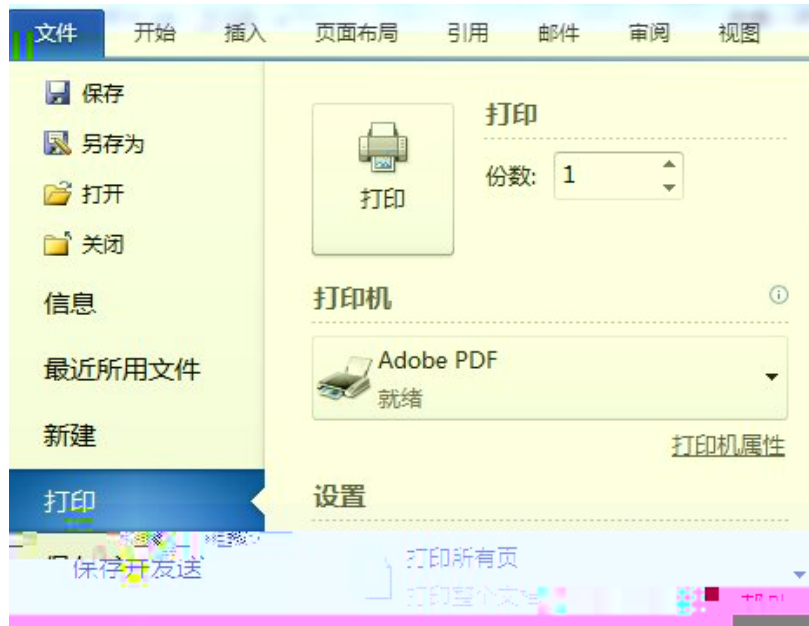 文件 开始 插入 页面布局 引用 邮件 审阅 视图
保存
另存为
打开
关闭
信息
最近所用文件
新建
打印
保存并发送
打印
打印
份数: 1
打印机
Adobe PDF
就绪
打印机属性
设置
打印所有页